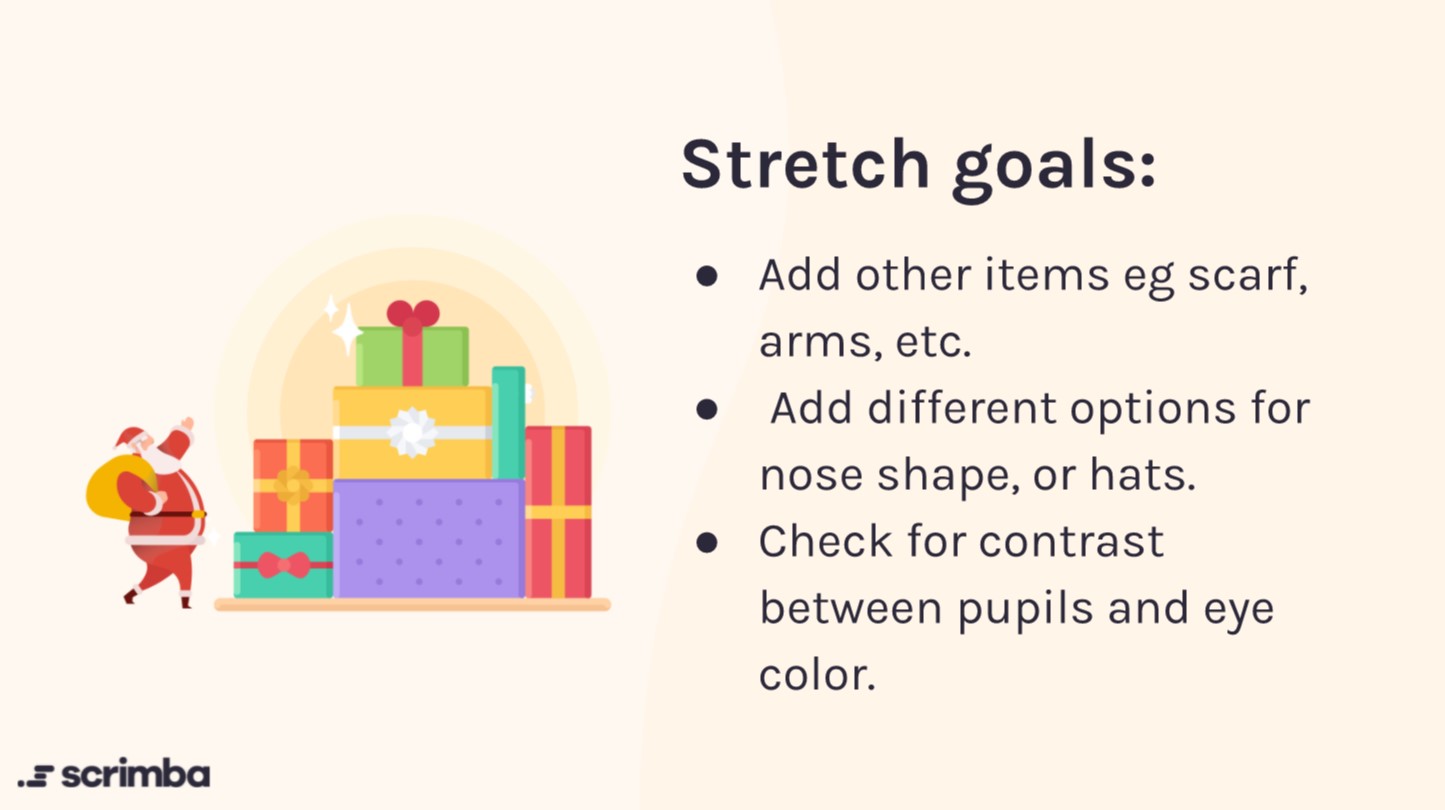 Stretch goals:
● Add other items eg scarf,
arms, etc.
● Add different options for
nose shape, or hats.
● Check for contrast
between pupils and eye
color.
scrimba